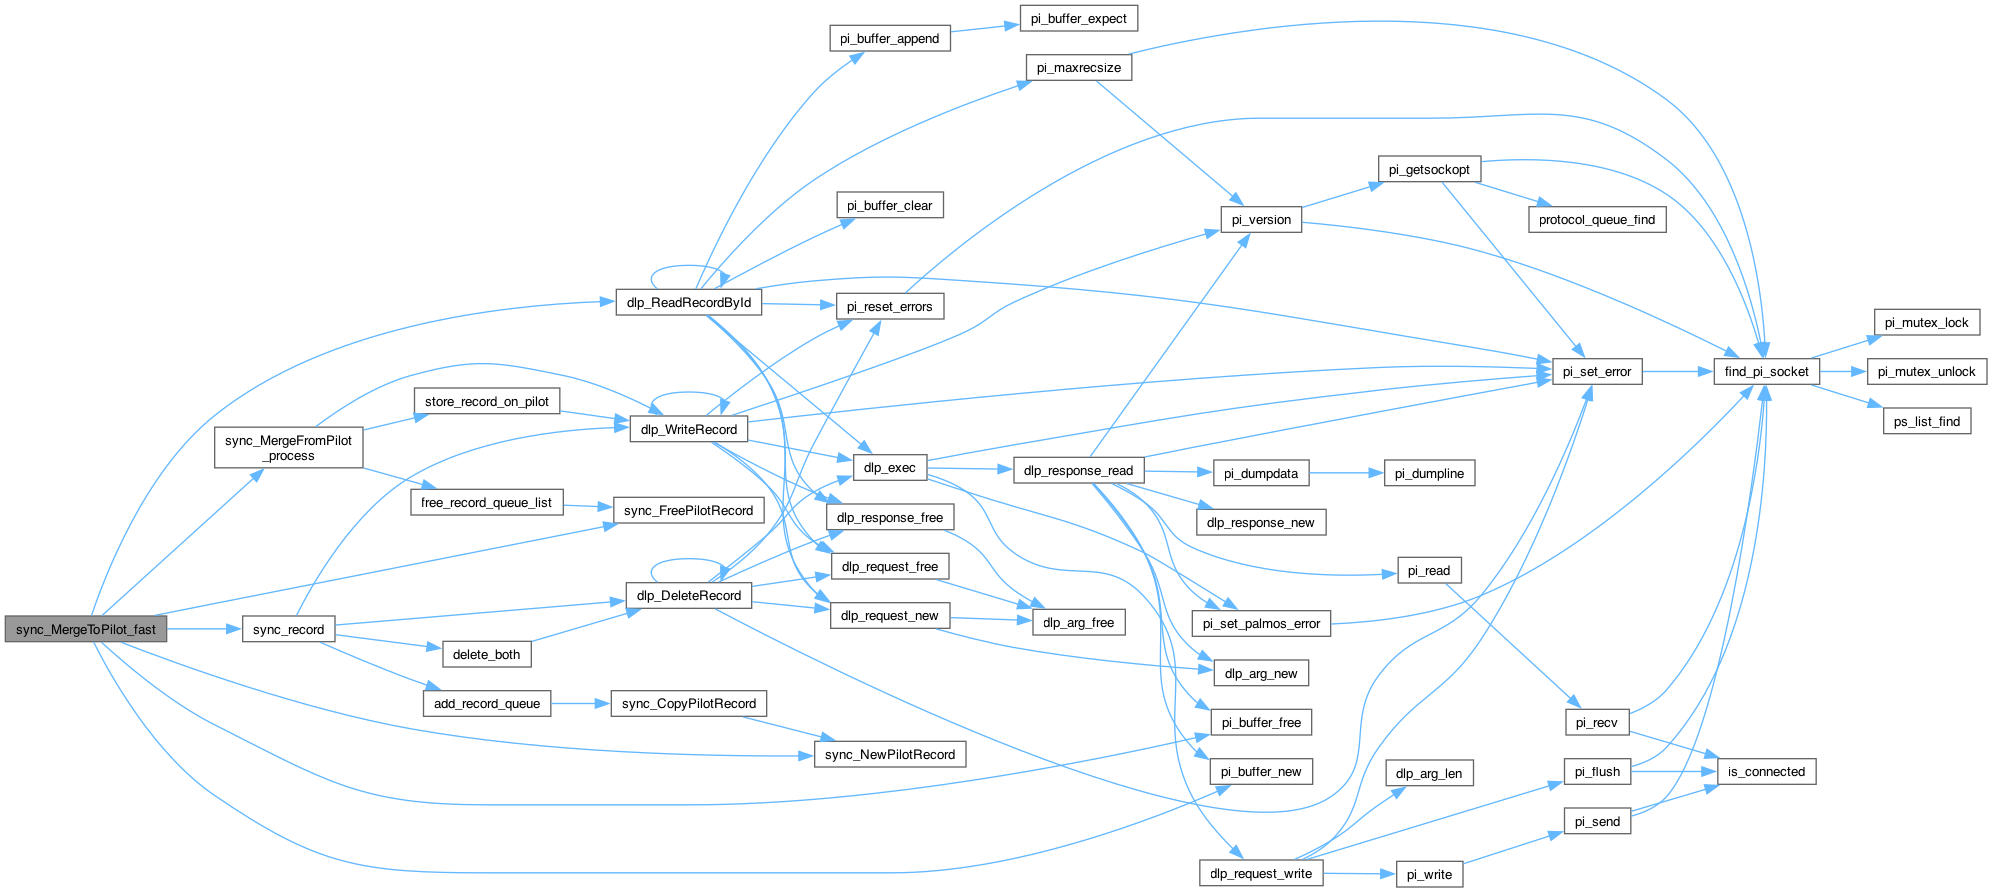 sync_MergeToPilot_fast
sync_MergeFromPilot
_process
sync_record
store_record_on_pilot
free_record_queue_list
delete_both
add_record_queue
dlp_ReadRecordById
dlp_WriteRecord
sync_FreePilotRecord
dlp_DeleteRecord
sync_CopyPilotRecord
pi_buffer_append
pi_buffer_clear
pi_reset_errors
dlp_exec
dlp_response_free
dlp_request_free
dlp_request_new
sync_NewPilotRecord
pi_buffer_expect
pi_maxrecsize
dlp_response_read
dlp_arg_free
pi_version
pi_dumpdata
dlp_response_new
pi_set_palmos_error
dlp_arg_new
pi_buffer_free
pi_buffer_new
dlp_request_write
pi_getsockopt
pi_dumpline
pi_read
dlp_arg_len
pi_write
protocol_queue_find
pi_set_error
pi_recv
pi_flush
pi_send
find_pi_socket
is_connected
pi_mutex_lock
pi_mutex_unlock
ps_list_find